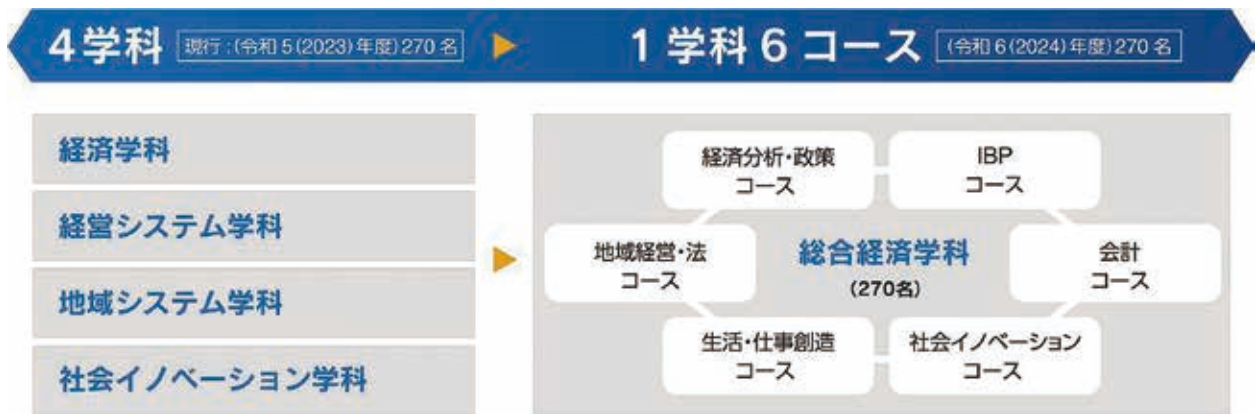 4学科 現行:(令和5(2023)年度)270名
1学科6コース (令和6(2024)年度)270名
経済学科
経営システム学科
地域システム学科
社会イノベーション学科
経済分析・政策
コース
IBP
コース
地域経営・法
コース
総合経済学科
(270名)
会計
コース
生活・仕事創造
コース
社会イノベーション
コース